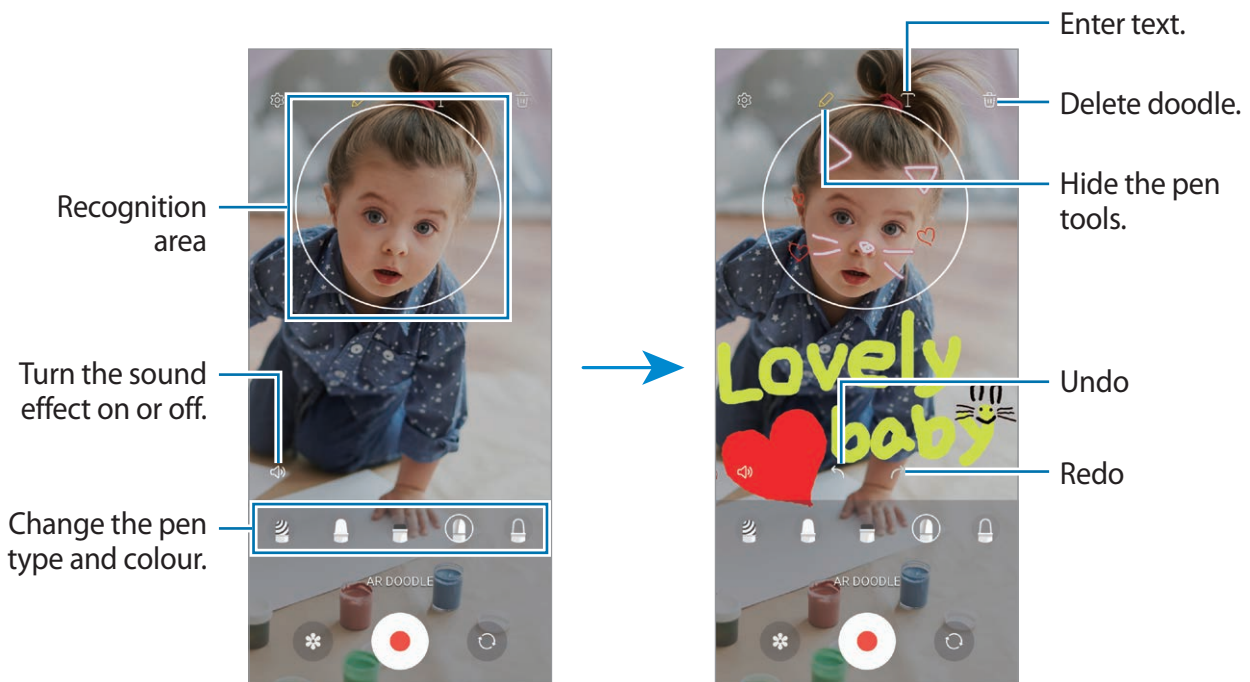 Enter text.
Delete doodle.
Hide the pen
tools.
Recognition
area
Turn the sound
effect on or off.
Change the pen
type and colour.
Undo
Redo
T
T
Lovely
baby
AR DOODLE
AR DOODLE